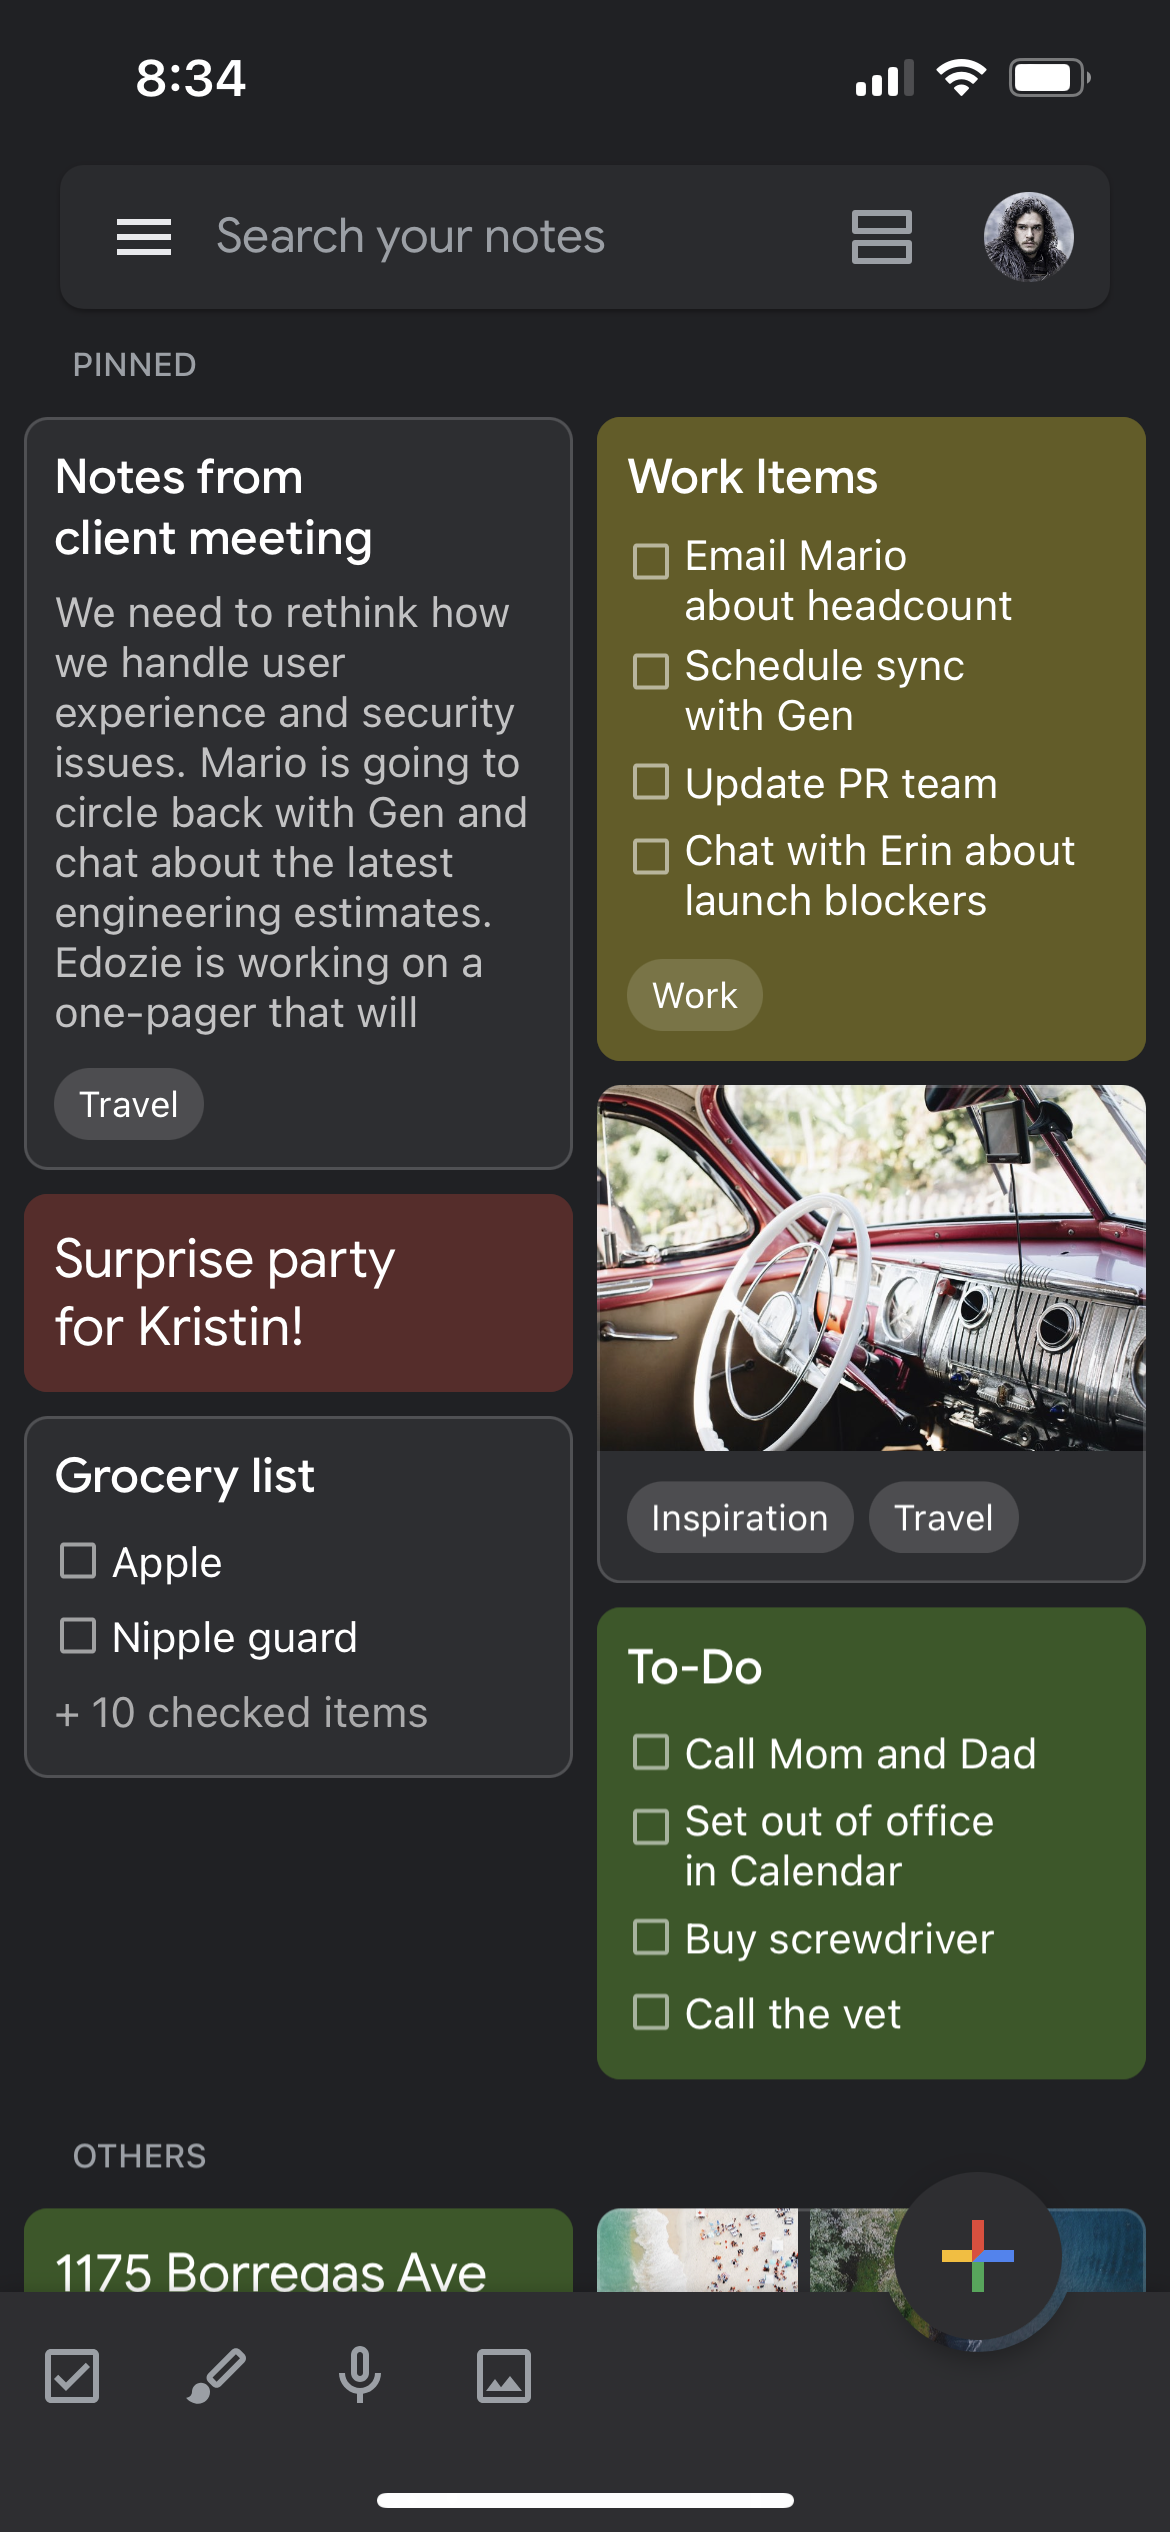 8:34
Search your notes
PINNED
Notes from
client meeting
We need to rethink how
we handle user
experience and security
issues. Mario is going to
circle back with Gen and
chat about the latest
engineering estimates.
Edozie is working on a
one-pager that will
Travel
Surprise party
for Kristin!
Grocery list
Apple
Nipple guard
+ 10 checked items
Work Items
Email Mario
about headcount
Schedule sync
with Gen
Update PR team
Chat with Erin about
launch blockers
Work
Inspiration
Travel
To-Do
Call Mom and Dad
Set out of office
in Calendar
Buy screwdriver
Call the vet
OTHERS
1175 Borregas Ave